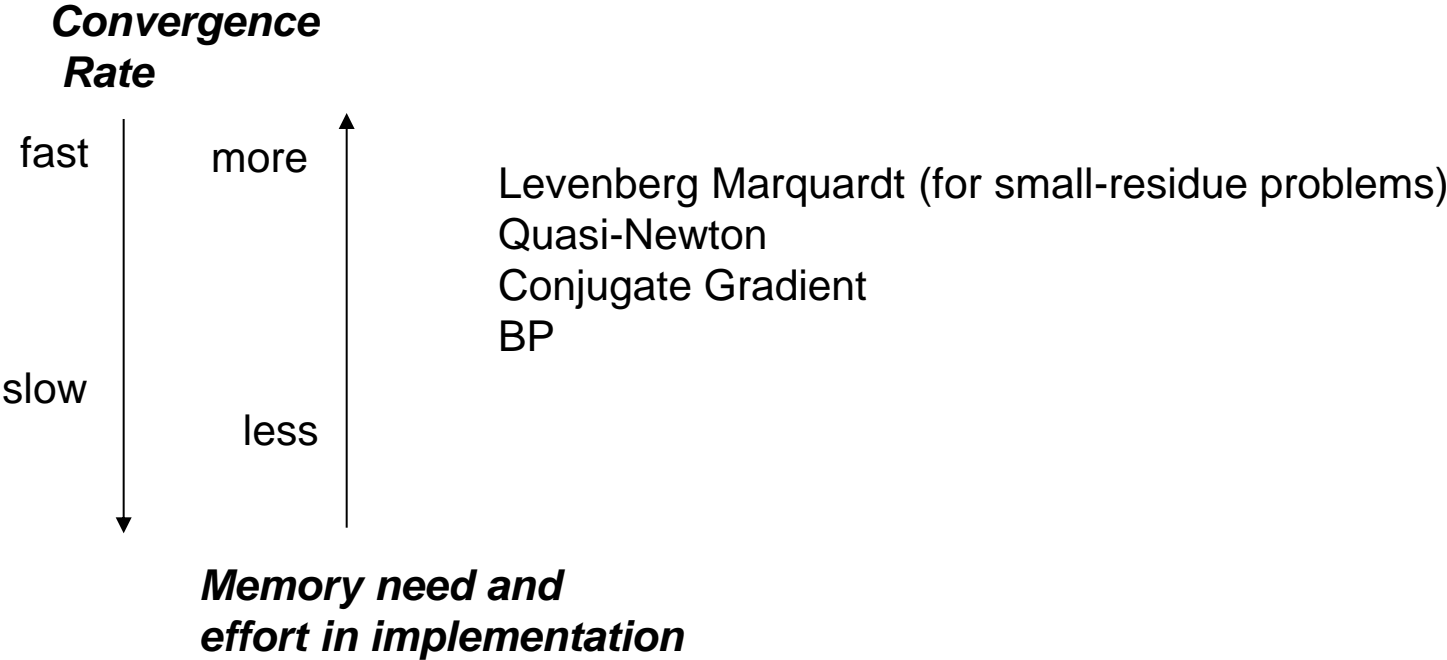 Convergence
Rate
fast
more
Levenberg Marquardt (for small-residue problems)
Quasi-Newton
Conjugate Gradient
BP
slow
less
Memory need and
effort in implementation